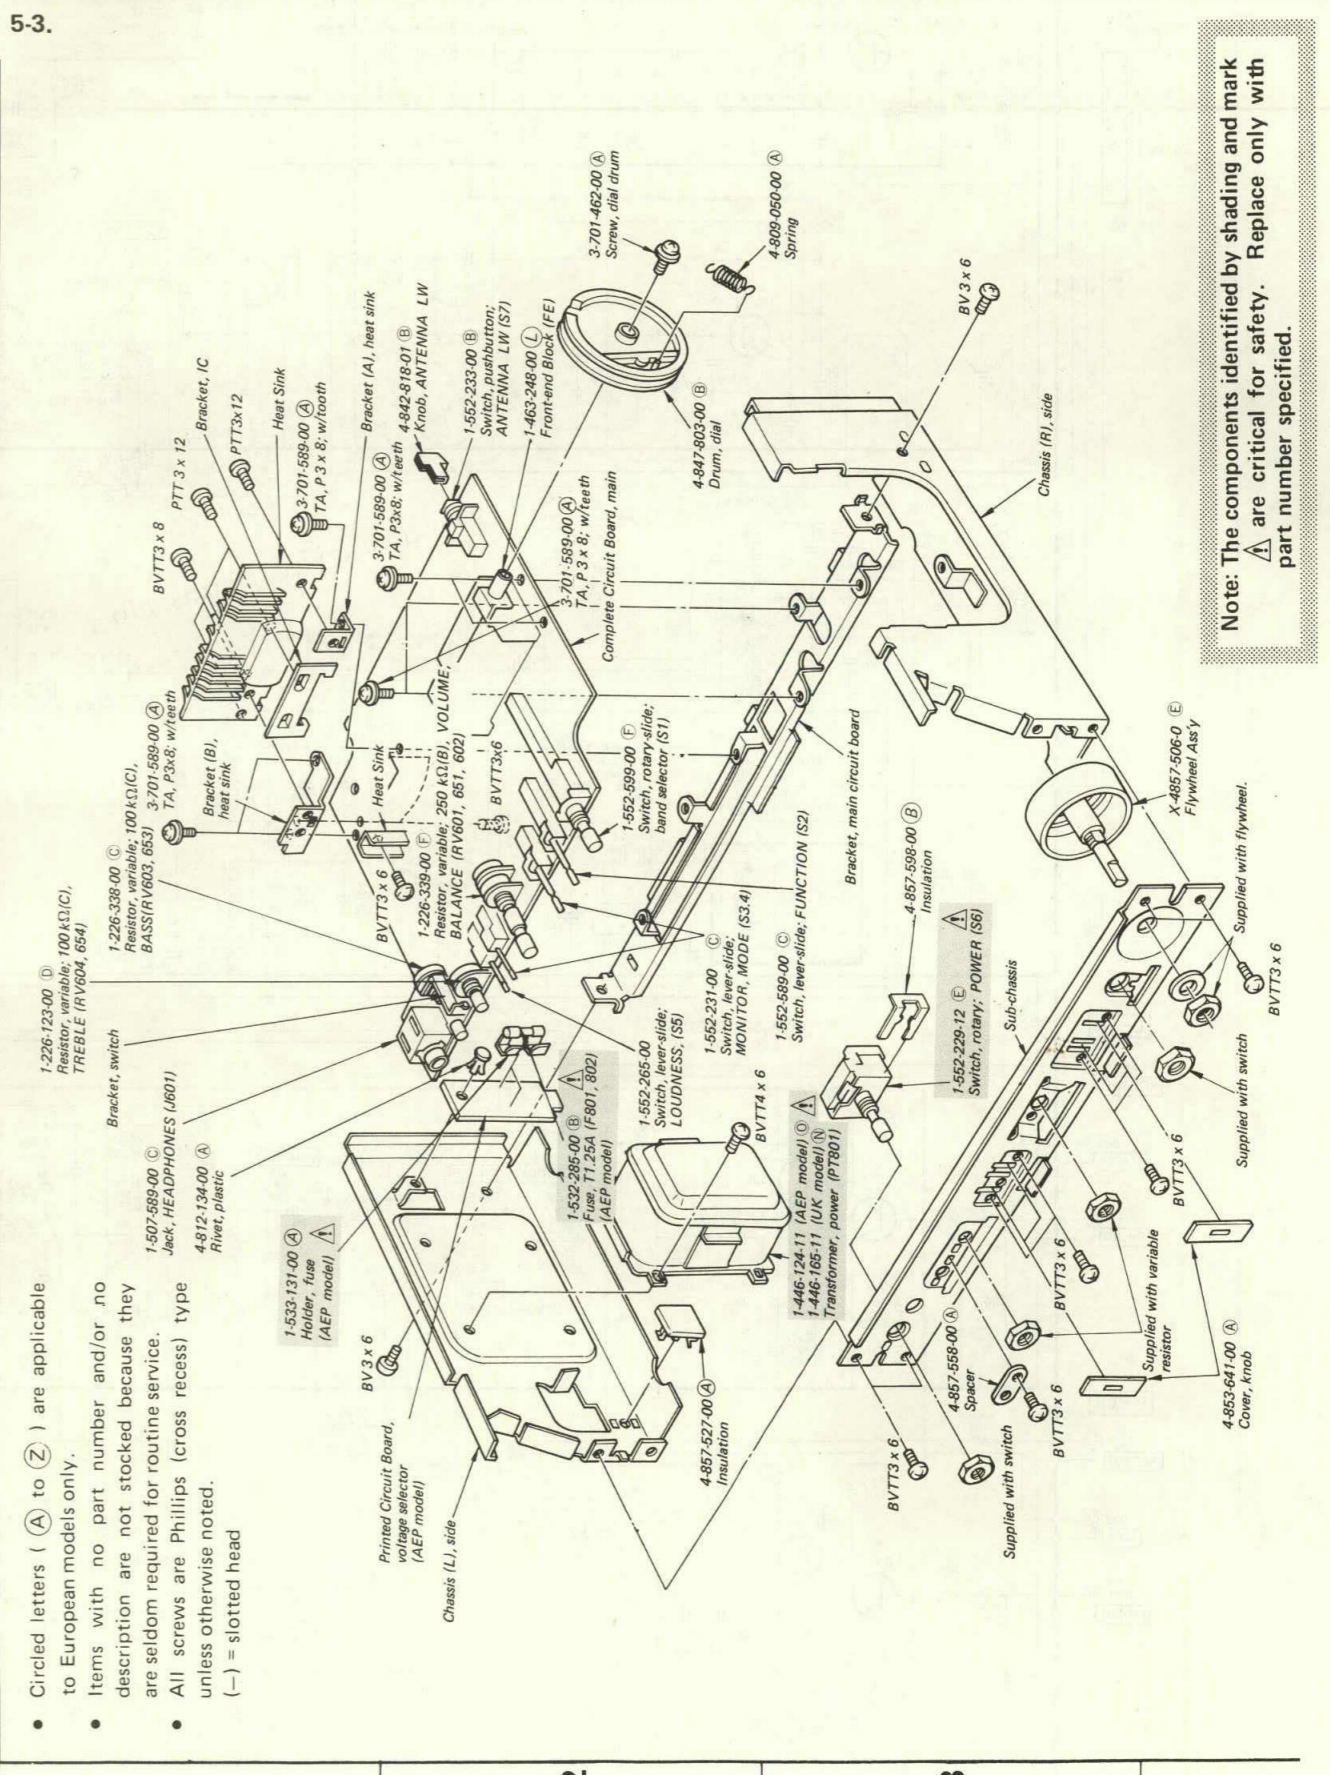 5-3.
• Circled letters ( Ⓐ to Ⓩ ) are applicable
to European models only.
• Items with no part number and/or no
description are not stocked because they
are seldom required for routine service.
• All screws are Phillips (cross recess) type
unless otherwise noted.
(—) = slotted head
1-226-123-00 Ⓓ
Resistor, variable; 100 kΩ(C),
TREBLE (RV604, 654)
1-226-338-00 Ⓒ
Resistor, variable; 100 kΩ(C),
BASS(RV603, 653)
Bracket, switch
1-507-589-00 Ⓒ
Jack, HEADPHONES (J601)
4-812-134-00 Ⓐ
Rivet, plastic
3-701-589-00 Ⓐ
TA, P3x8; w/teeth
Bracket (B),
heat sink
BVTT3 x 8
PTT 3 x 12
Bracket, IC
PTT3x12
Heat Sink
3-701-589-00 Ⓐ
TA, P 3 x 8; w/tooth
Bracket (A), heat sink
3-701-589-00 Ⓐ
TA, P3x8; w/teeth
4-842-818-01 Ⓑ
Knob, ANTENNA LW
1-552-233-00 Ⓑ
Switch, pushbutton;
ANTENNA LW (S7)
1-463-248-00 Ⓛ
Front-end Block (FE)
3-701-589-00 Ⓐ
TA, P 3 x 8; w/teeth
Complete Circuit Board, main
3-701-462-00 Ⓐ
Screw, dial drum
4-809-050-00 Ⓐ
Spring
4-847-803-00 Ⓑ
Drum, dial
Heat Sink
BVTT3 x 6
1-226-339-00 Ⓕ
Resistor, variable; 250 kΩ(B), VOLUME,
BALANCE (RV601, 651, 602)
BVTT3x6
1-552-599-00 Ⓕ
Switch, rotary-slide;
band selector (S1)
1-533-131-00 Ⓐ
Holder, fuse
(AEP model) ⚠
BV 3 x 6
Printed Circuit Board,
voltage selector
(AEP model)
Chassis (L), side
1-532-285-00 Ⓑ ⚠
Fuse, T1.25A (F801, 802)
(AEP model)
1-552-265-00
Switch, lever-slide;
LOUDNESS, (S5)
1-552-231-00 Ⓒ
Switch, lever-slide;
MONITOR, MODE (S3.4)
BVTT4 x 6
1-552-589-00 Ⓒ
Switch, lever-slide; FUNCTION (S2)
1-446-124-11 (AEP model) Ⓞ ⚠
1-446-165-11 (UK model) Ⓝ
Transformer, power (PT801)
4-857-527-00 Ⓐ
Insulation
Bracket, main circuit board
4-857-598-00 Ⓑ
Insulation
1-552-229-12 Ⓔ ⚠
Switch, rotary; POWER (S6)
Sub-chassis
BV 3 x 6
Chassis (R), side
X-4857-506-0 Ⓔ
Flywheel Ass'y
Supplied with flywheel.
BVTT3 x 6
Supplied with switch
BVTT3 x 6
BVTT3 x 6
Supplied with variable
resistor
4-853-641-00 Ⓐ
Cover, knob
4-857-558-00 Ⓐ
Spacer
BVTT3 x 6
Supplied with switch
BVTT3 x 6
Note: The components identified by shading and mark
⚠ are critical for safety. Replace only with
part number specified.